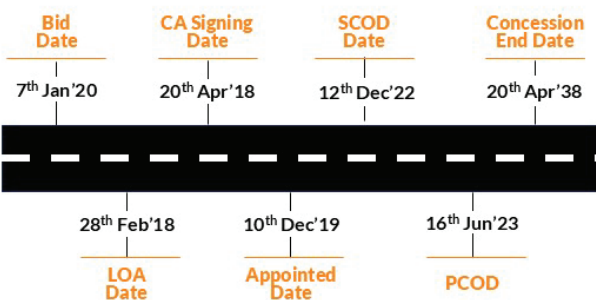 Bid
Date
CA Signing
Date
SCOD
Date
Concession
End Date
7th Jan'20
20th Apr'18
12th Dec'22
20th Apr'38
28th Feb'18
10th Dec'19
16th Jun'23
LOA
Date
Appointed
Date
PCOD